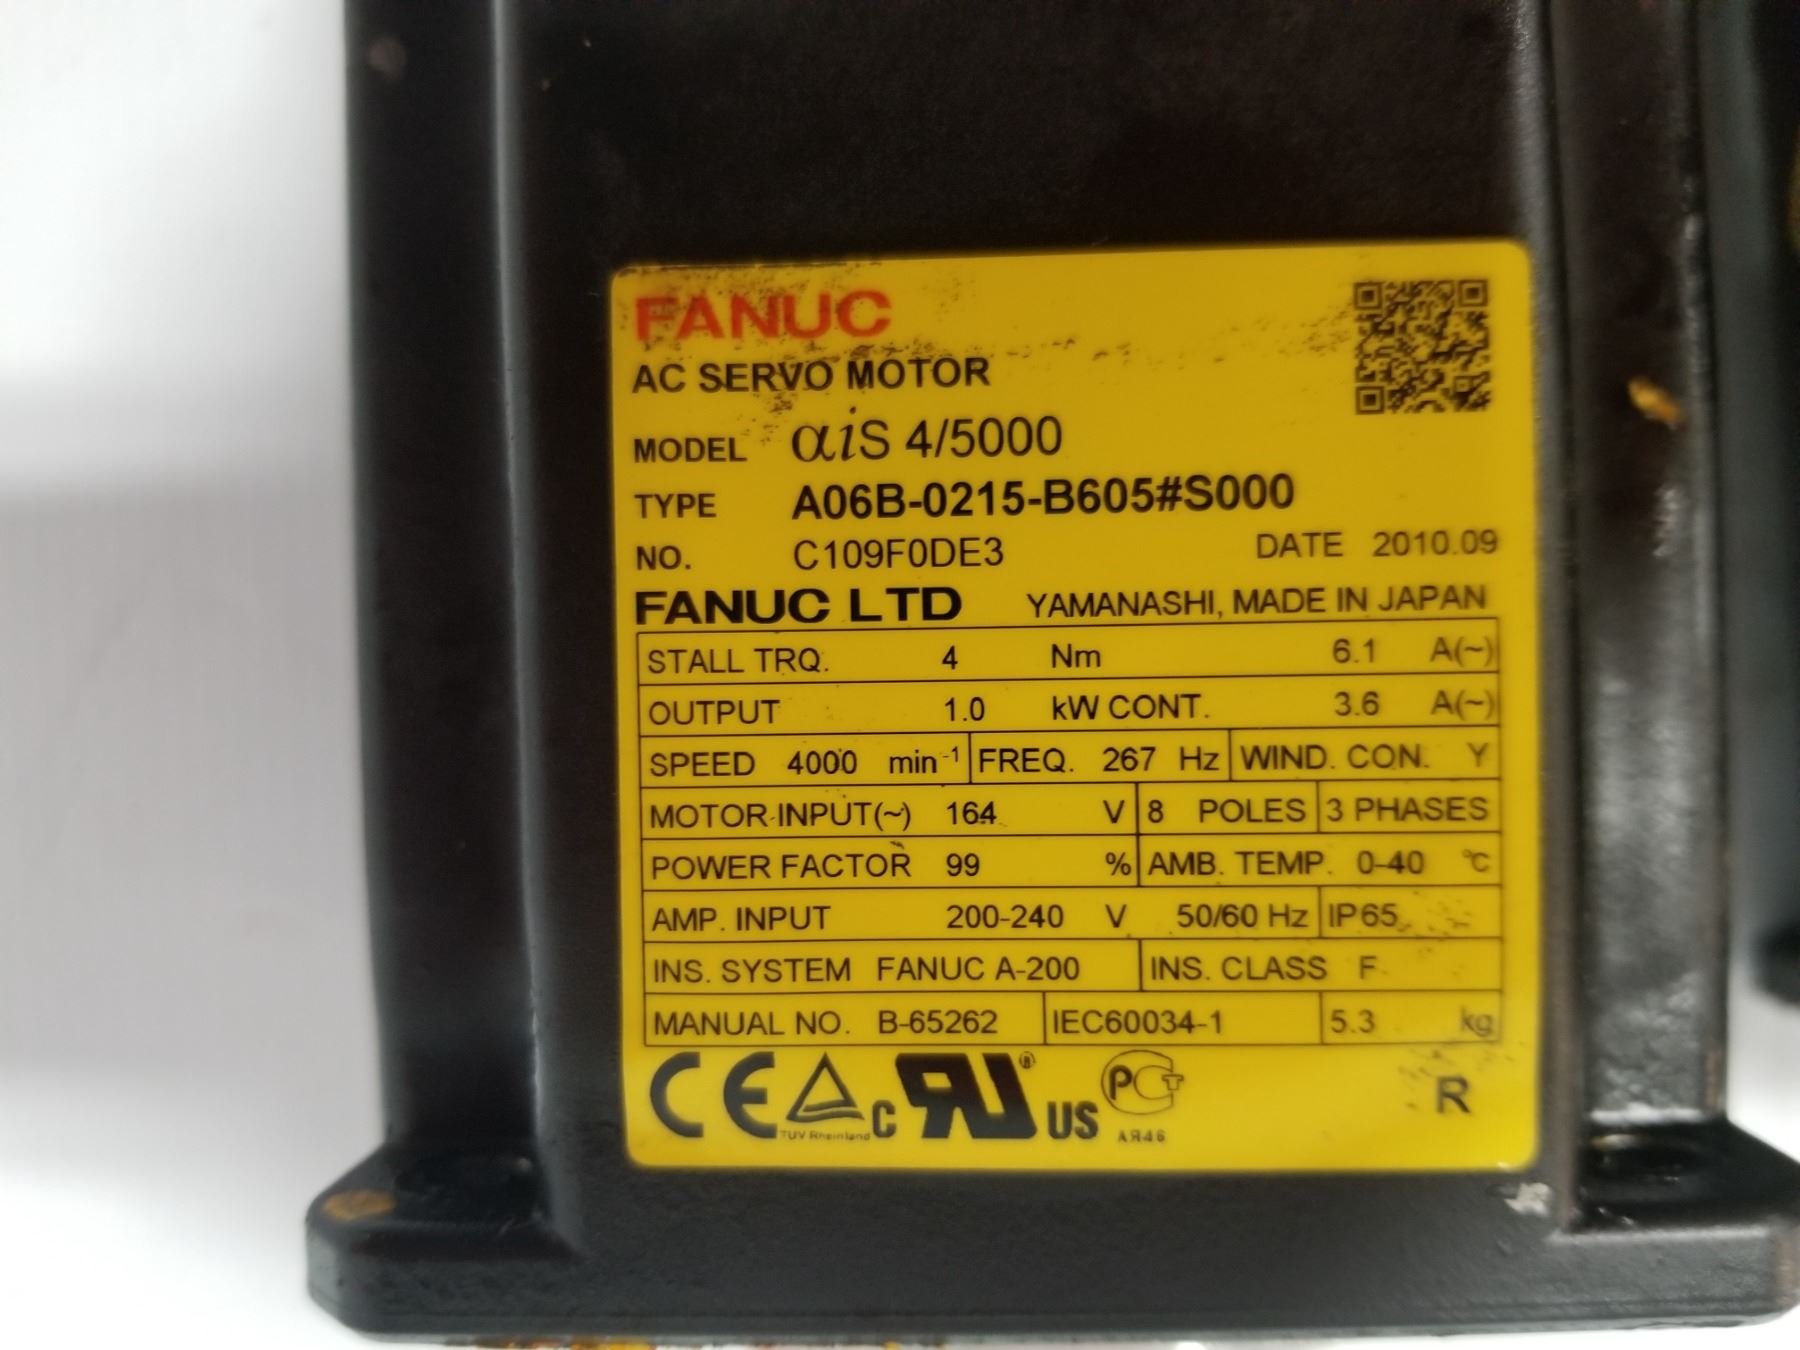 FANUC
AC SERVO MOTOR
MODEL αiS 4/5000
TYPE A06B-0215-B605#S000
NO. C109F0DE3 DATE 2010.09
FANUC LTD YAMANASHI, MADE IN JAPAN
STALL TRQ. 4 Nm 6.1 A(~)
OUTPUT 1.0 kW CONT. 3.6 A(~)
SPEED 4000 min⁻¹ FREQ. 267 Hz WIND. CON. Y
MOTOR INPUT(~) 164 V 8 POLES 3 PHASES
POWER FACTOR 99 % AMB. TEMP. 0-40 ℃
AMP. INPUT 200-240 V 50/60 Hz IP65
INS. SYSTEM FANUC A-200 INS. CLASS F
MANUAL NO. B-65262 IEC60034-1 5.3 kg
CE TUV Rheinland C RU ® US РСТ АЯ46 R